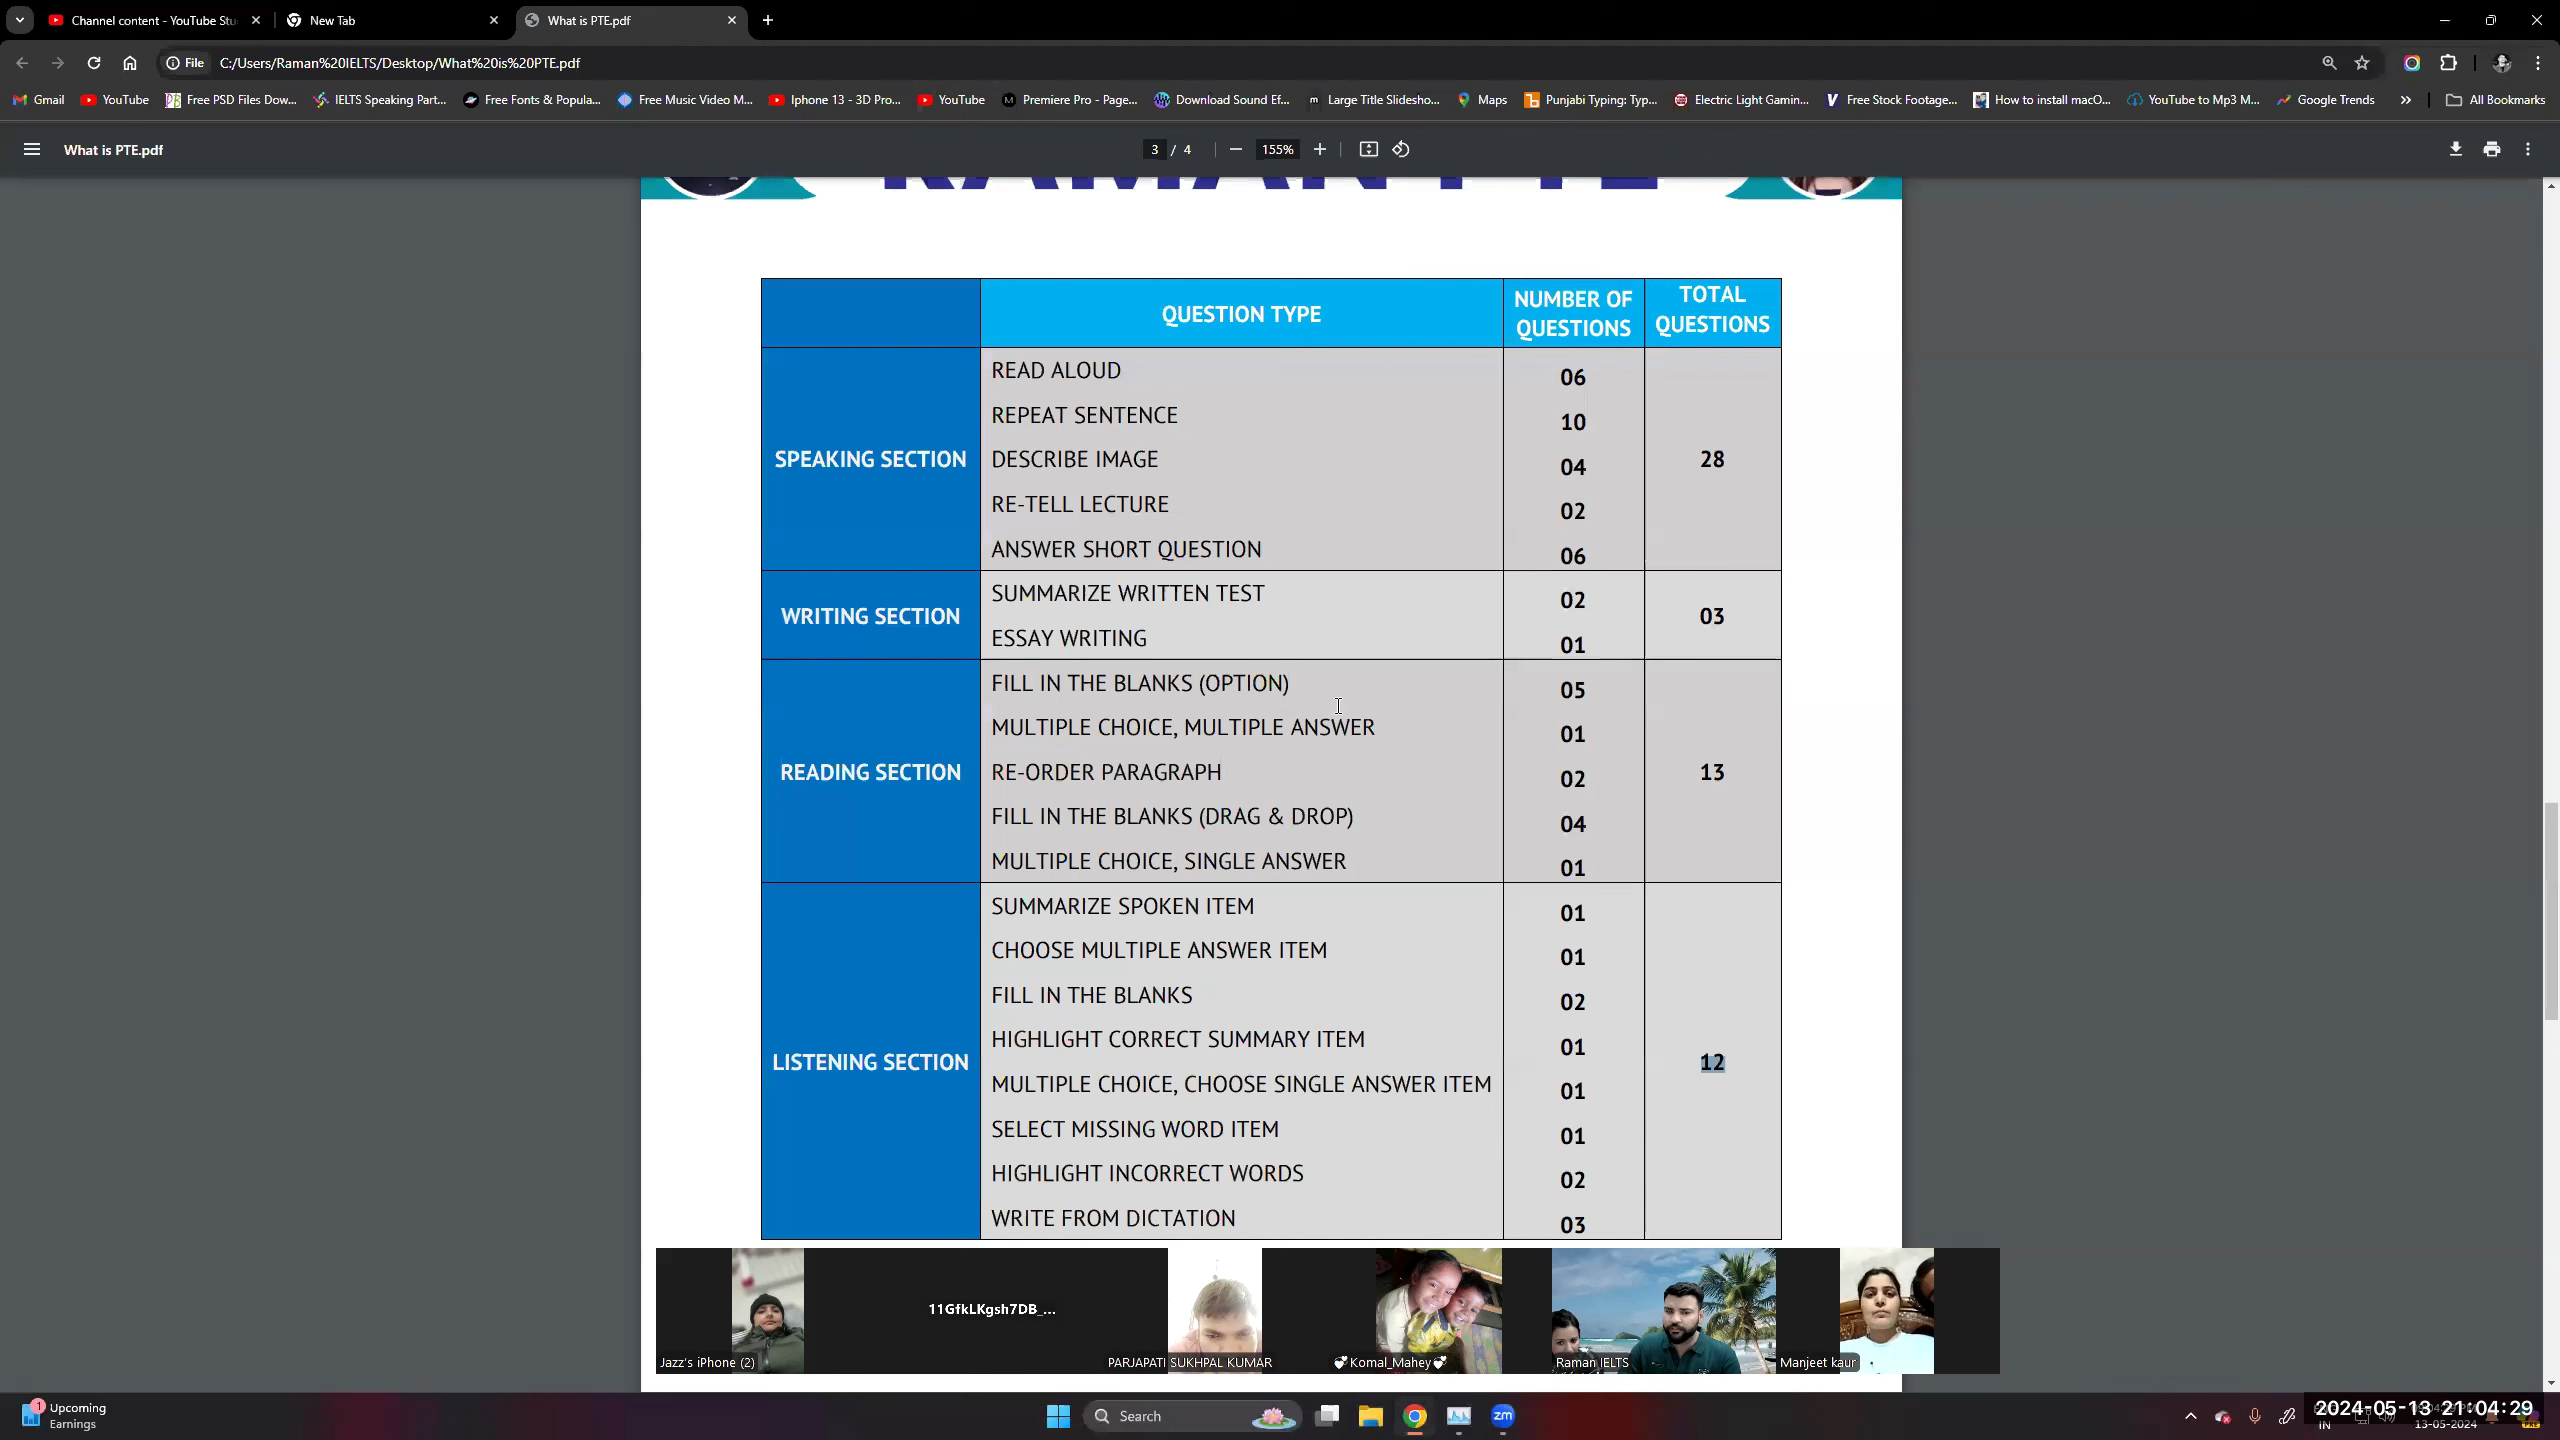 Channel content - YouTube Stu
New Tab
What is PTE.pdf
File
C:/Users/Raman%20IELTS/Desktop/What%20is%20PTE.pdf
Gmail
YouTube
Free PSD Files Dow...
IELTS Speaking Part...
Free Fonts & Popula...
Free Music Video M...
Iphone 13 - 3D Pro...
YouTube
Premiere Pro - Page...
Download Sound Ef...
Large Title Slidesho...
Maps
Punjabi Typing: Typ...
Electric Light Gamin...
Free Stock Footage...
How to install macO...
YouTube to Mp3 M...
Google Trends
All Bookmarks
What is PTE.pdf
3 / 4
155%
QUESTION TYPE
NUMBER OF
QUESTIONS
TOTAL
QUESTIONS
SPEAKING SECTION
READ ALOUD 06
REPEAT SENTENCE 10
DESCRIBE IMAGE 04
RE-TELL LECTURE 02
ANSWER SHORT QUESTION 06
28
WRITING SECTION
SUMMARIZE WRITTEN TEST 02
ESSAY WRITING 01
03
READING SECTION
FILL IN THE BLANKS (OPTION) 05
MULTIPLE CHOICE, MULTIPLE ANSWER 01
RE-ORDER PARAGRAPH 02
FILL IN THE BLANKS (DRAG & DROP) 04
MULTIPLE CHOICE, SINGLE ANSWER 01
13
LISTENING SECTION
SUMMARIZE SPOKEN ITEM 01
CHOOSE MULTIPLE ANSWER ITEM 01
FILL IN THE BLANKS 02
HIGHLIGHT CORRECT SUMMARY ITEM 01
MULTIPLE CHOICE, CHOOSE SINGLE ANSWER ITEM 01
SELECT MISSING WORD ITEM 01
HIGHLIGHT INCORRECT WORDS 02
WRITE FROM DICTATION 03
12
11GfkLKgsh7DB_...
Jazz's iPhone (2)
PARJAPATI SUKHPAL KUMAR
💞Komal_Mahey💞
Raman IELTS
Manjeet kaur
1
Upcoming
Earnings
Search
zm
2024-05-13 21:04:29
IN
13-05-2024